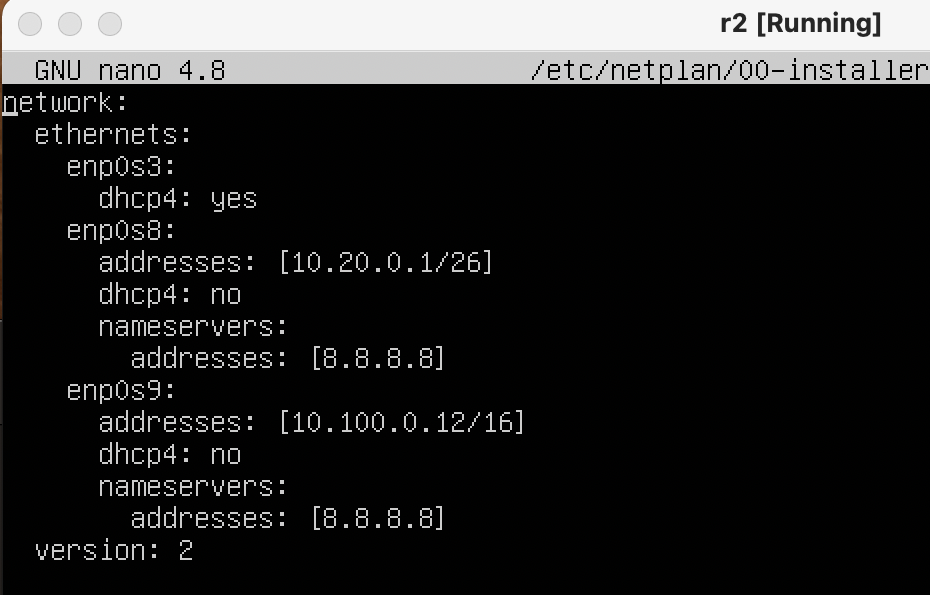 r2 [Running]
GNU nano 4.8 /etc/netplan/00-installer
network:
  ethernets:
    enp0s3:
      dhcp4: yes
    enp0s8:
      addresses: [10.20.0.1/26]
      dhcp4: no
      nameservers:
        addresses: [8.8.8.8]
    enp0s9:
      addresses: [10.100.0.12/16]
      dhcp4: no
      nameservers:
        addresses: [8.8.8.8]
  version: 2